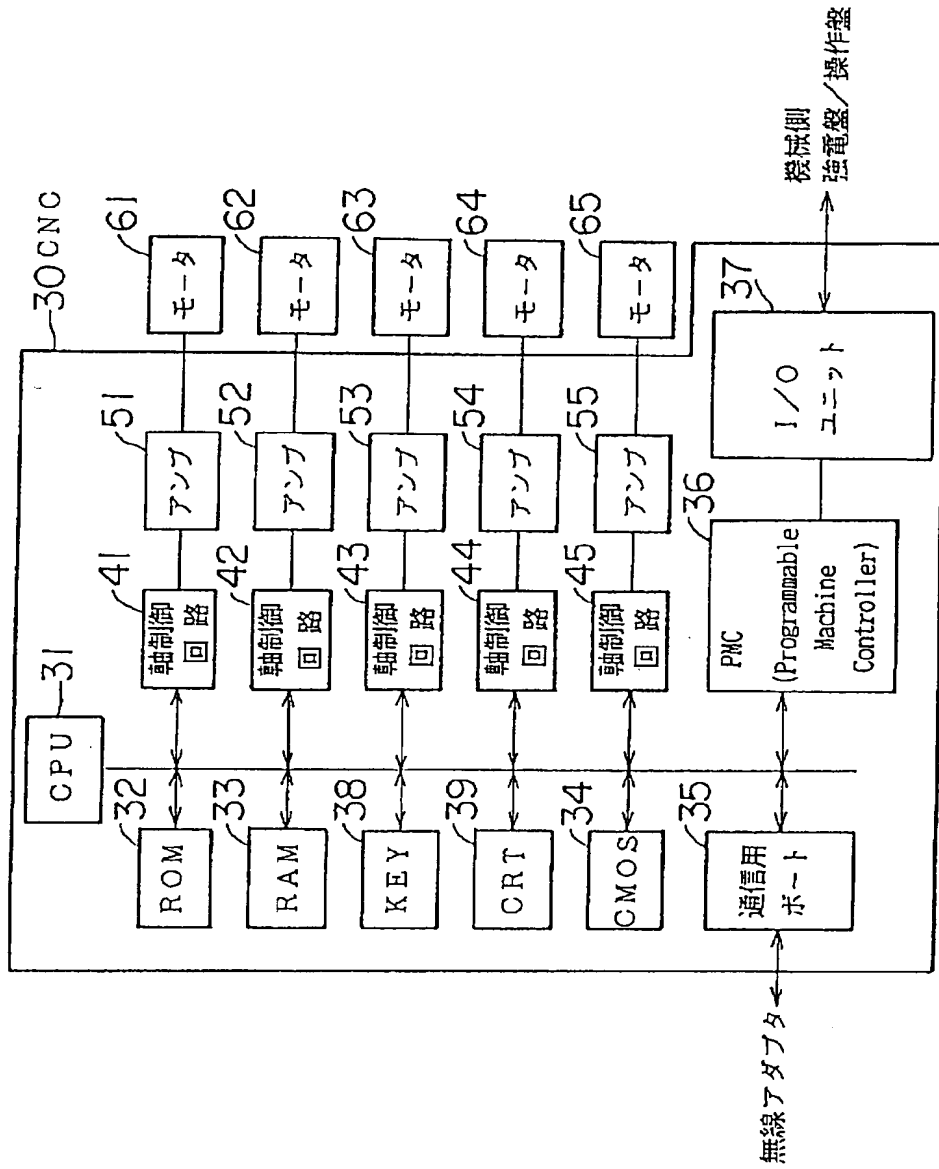 30 CNC
CPU
31
32
ROM
33
RAM
38
KEY
39
CRT
34
CMOS
35
通信用
ポート
無線アダプタ
41
軸制御
回路
42
軸制御
回路
43
軸制御
回路
44
軸制御
回路
45
軸制御
回路
51
アンプ
52
アンプ
53
アンプ
54
アンプ
55
アンプ
61
モータ
62
モータ
63
モータ
64
モータ
65
モータ
36
PMC
(Programmable
Machine
Controller)
37
I/O
ユニット
機械側
強電盤/操作盤